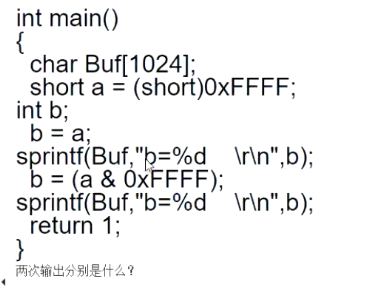 int main()
{
char Buf[1024];
short a = (short)0xFFFF;
int b;
b = a;
sprintf(Buf,"b=%d    \r\n",b);
b = (a & 0xFFFF);
sprintf(Buf,"b=%d    \r\n",b);
return 1;
}
两次输出分别是什么?